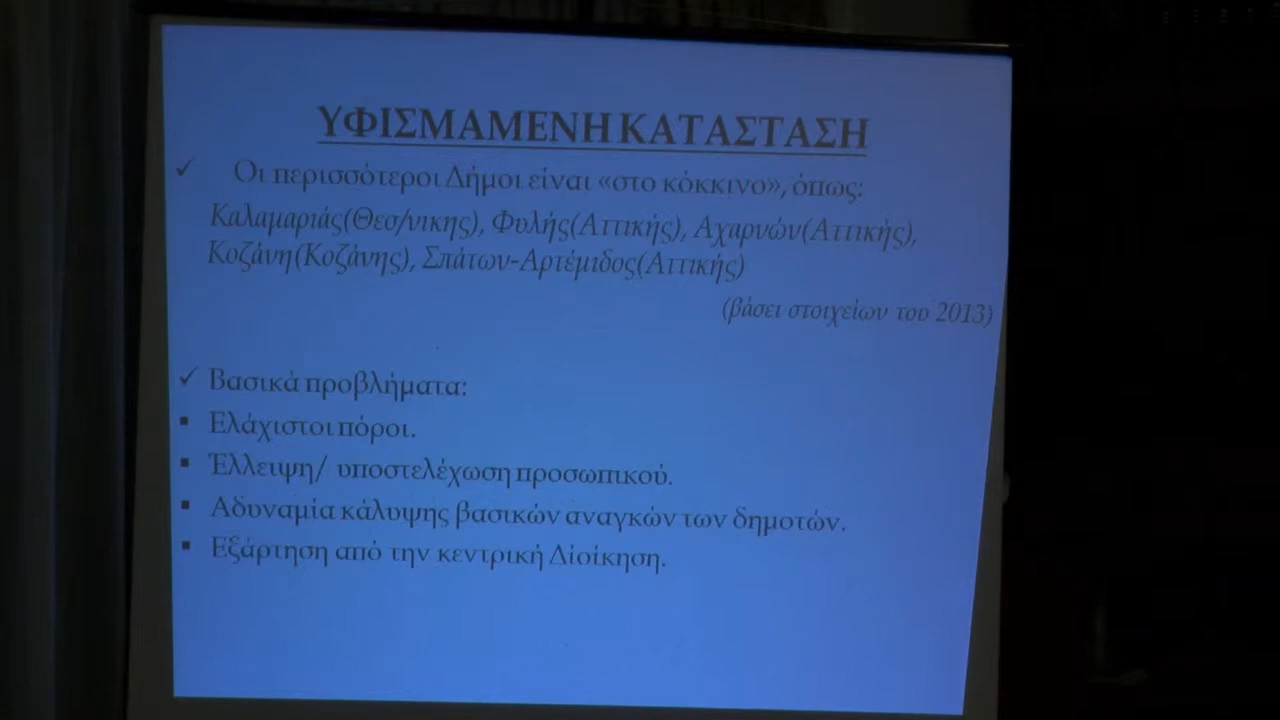 ΥΦΙΣΜΑΜΕΝΗ ΚΑΤΑΣΤΑΣΗ
✓ Οι περισσότεροι Δήμοι είναι «στο κόκκινο», όπως:
Καλαμαριάς(Θεσ/νικης), Φυλής(Αττικής), Αχαρνών(Αττικής),
Κοζάνη(Κοζάνης), Σπάτων-Αρτέμιδος(Αττικής)
(βάσει στοιχείων του 2013)
✓ Βασικά προβλήματα:
▪ Ελάχιστοι πόροι.
▪ Έλλειψη/ υποστελέχωση προσωπικού.
▪ Αδυναμία κάλυψης βασικών αναγκών των δημοτών.
▪ Εξάρτηση από την κεντρική Δίοίκηση.